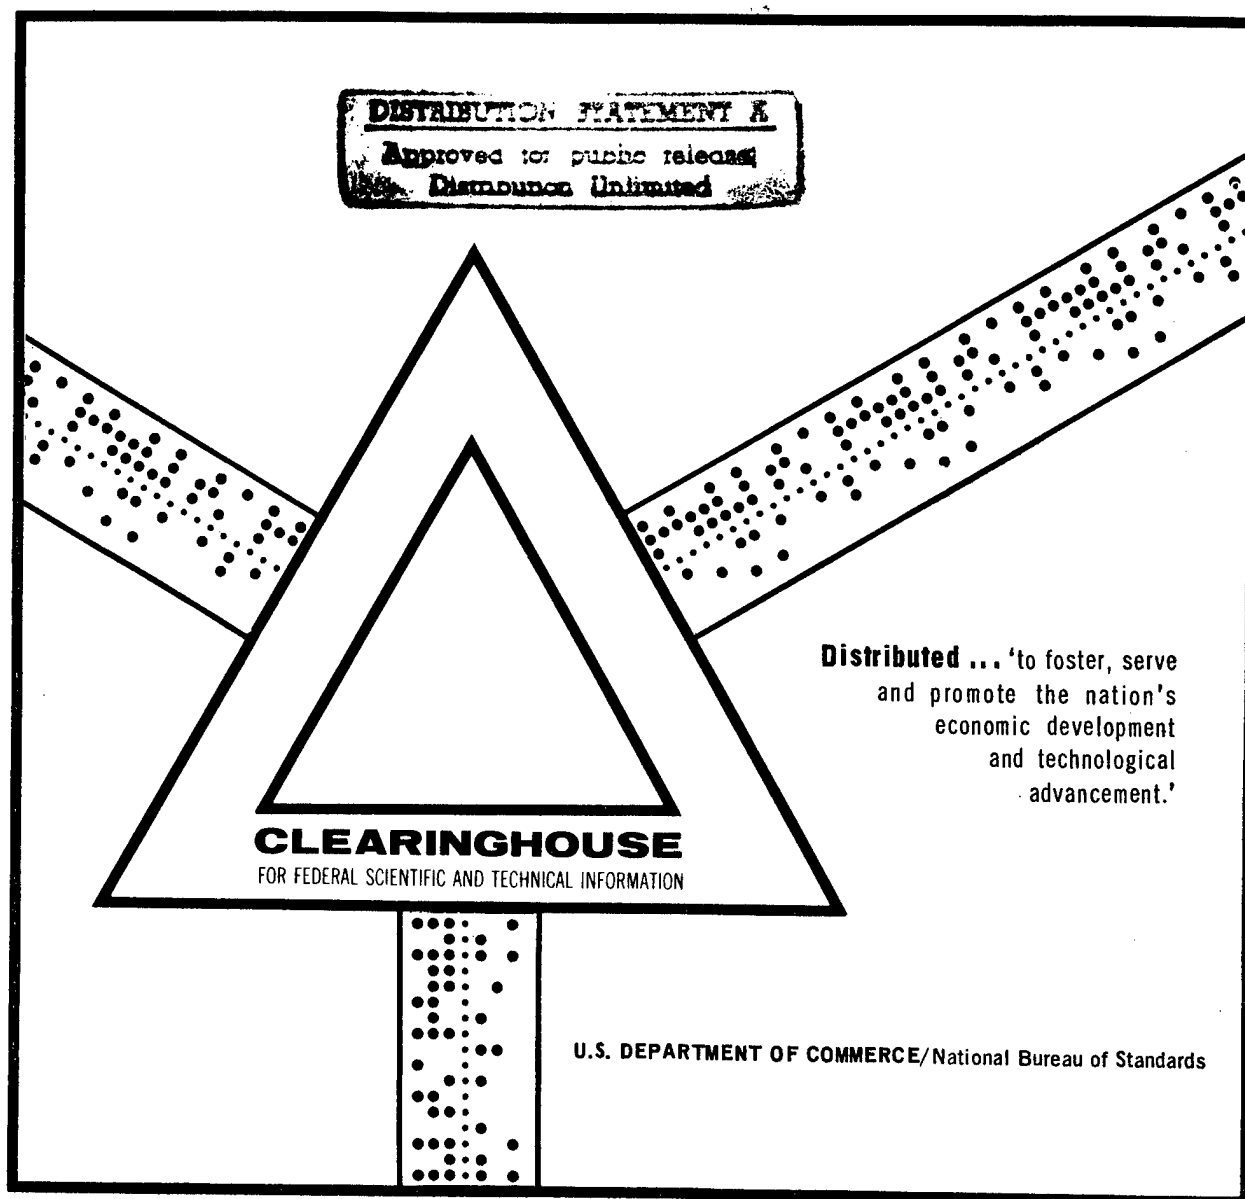 DISTRIBUTION STATEMENT A
Approved for public release;
Distribution Unlimited
Distributed ... 'to foster, serve
and promote the nation's
economic development
and technological
advancement.'
CLEARINGHOUSE
FOR FEDERAL SCIENTIFIC AND TECHNICAL INFORMATION
U.S. DEPARTMENT OF COMMERCE/National Bureau of Standards